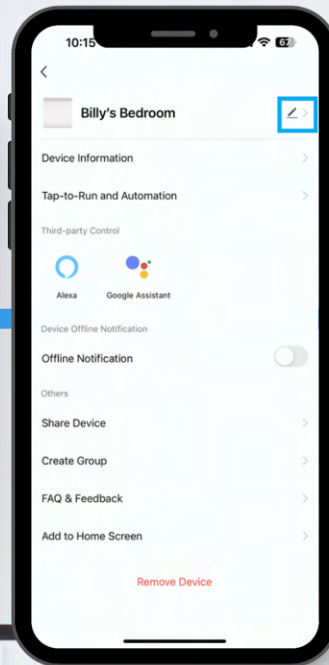 10:15
67
Billy's Bedroom
Device Information
Tap-to-Run and Automation
Third-party Control
Alexa
Google Assistant
Device Offline Notification
Offline Notification
Others
Share Device
Create Group
FAQ & Feedback
Add to Home Screen
Remove Device